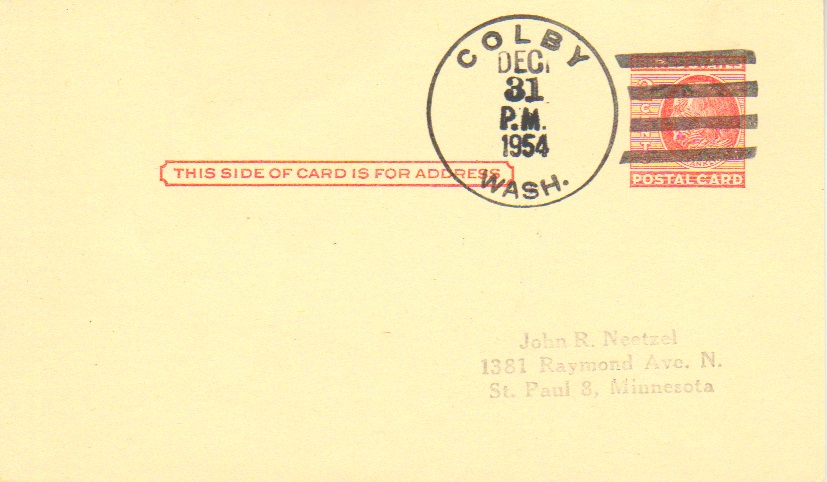 COLBY
DEC.
31
P.M.
1954
WASH.
THIS SIDE OF CARD IS FOR ADDRESS
POSTAL CARD
John R. Neetzel
1381 Raymond Ave. N.
St. Paul 8, Minnesota